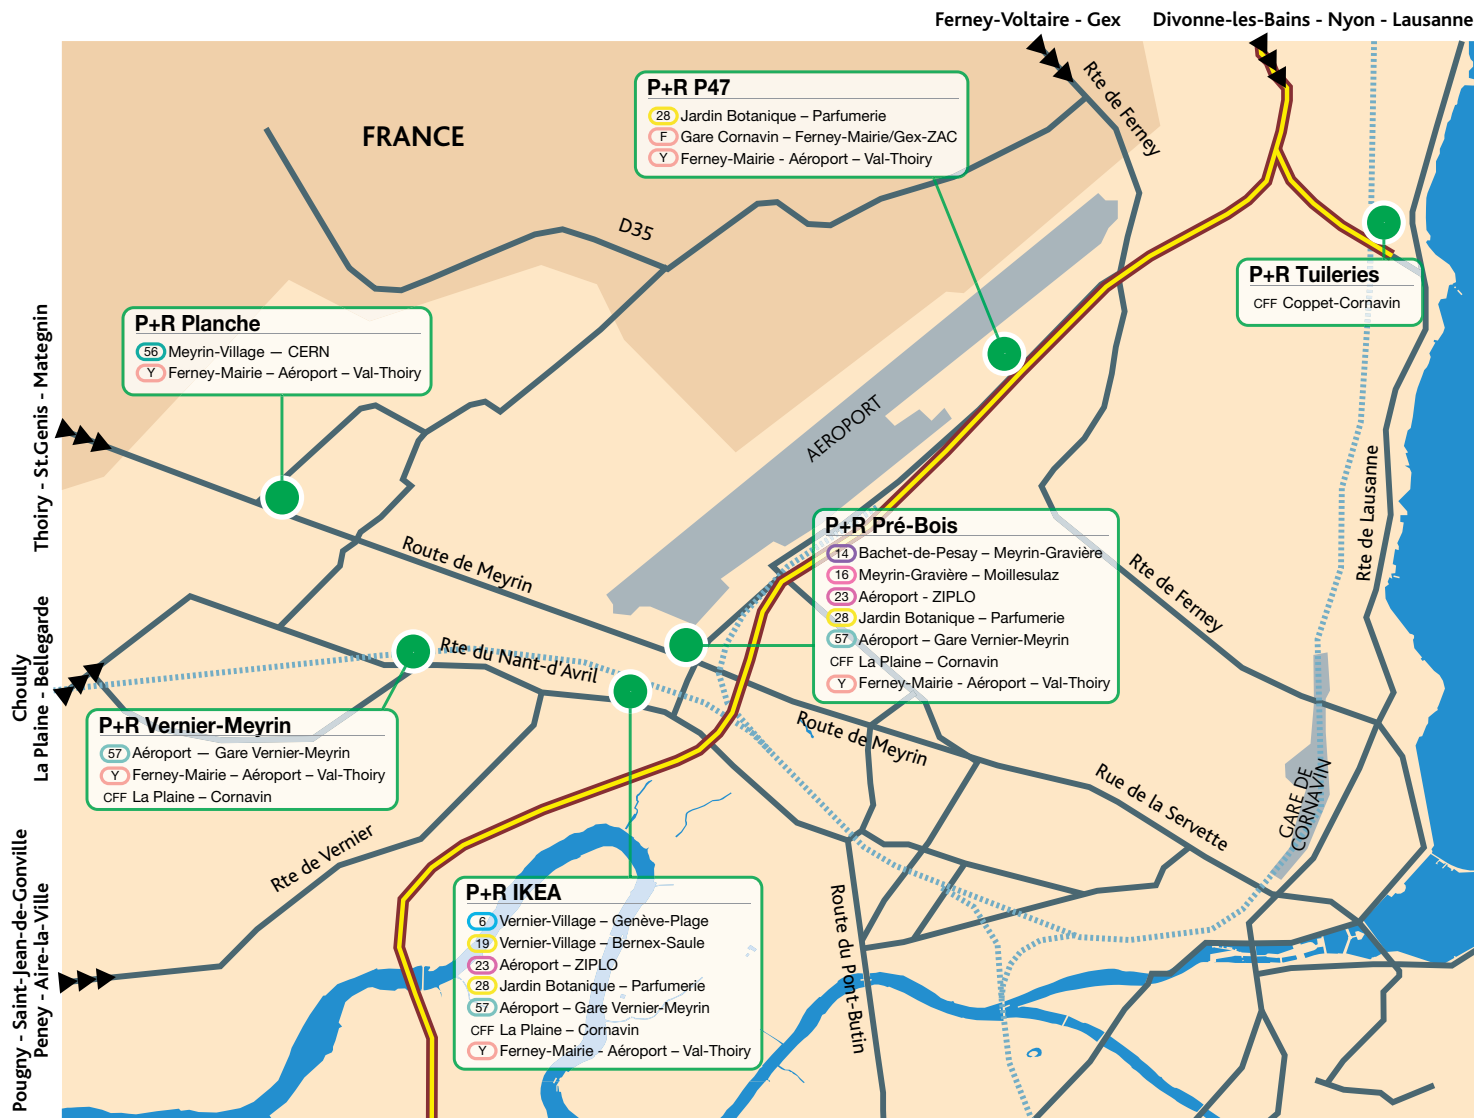 Ferney-Voltaire - Gex
Divonne-les-Bains - Nyon - Lausanne
FRANCE
D35
Rte de Ferney
P+R P47
28 Jardin Botanique – Parfumerie
F Gare Cornavin – Ferney-Mairie/Gex-ZAC
Y Ferney-Mairie - Aéroport – Val-Thoiry
P+R Tuileries
CFF Coppet-Cornavin
P+R Planche
56 Meyrin-Village — CERN
Y Ferney-Mairie – Aéroport – Val-Thoiry
Thoiry - St.Genis - Mategnin
AEROPORT
Rte de Lausanne
Route de Meyrin
P+R Pré-Bois
14 Bachet-de-Pesay – Meyrin-Gravière
16 Meyrin-Gravière – Moillesulaz
23 Aéroport - ZIPLO
28 Jardin Botanique – Parfumerie
57 Aéroport – Gare Vernier-Meyrin
CFF La Plaine – Cornavin
Y Ferney-Mairie - Aéroport – Val-Thoiry
Rte de Ferney
Chouilly
La Plaine - Bellegarde
Rte du Nant-d'Avril
P+R Vernier-Meyrin
57 Aéroport — Gare Vernier-Meyrin
Y Ferney-Mairie – Aéroport – Val-Thoiry
CFF La Plaine – Cornavin
Route de Meyrin
Rue de la Servette
GARE DE
CORNAVIN
Rte de Vernier
P+R IKEA
6 Vernier-Village – Genève-Plage
19 Vernier-Village – Bernex-Saule
23 Aéroport – ZIPLO
28 Jardin Botanique – Parfumerie
57 Aéroport – Gare Vernier-Meyrin
CFF La Plaine – Cornavin
Y Ferney-Mairie - Aéroport – Val-Thoiry
Route du Pont-Butin
Pougny - Saint-Jean-de-Gonville
Peney - Aire-la-Ville